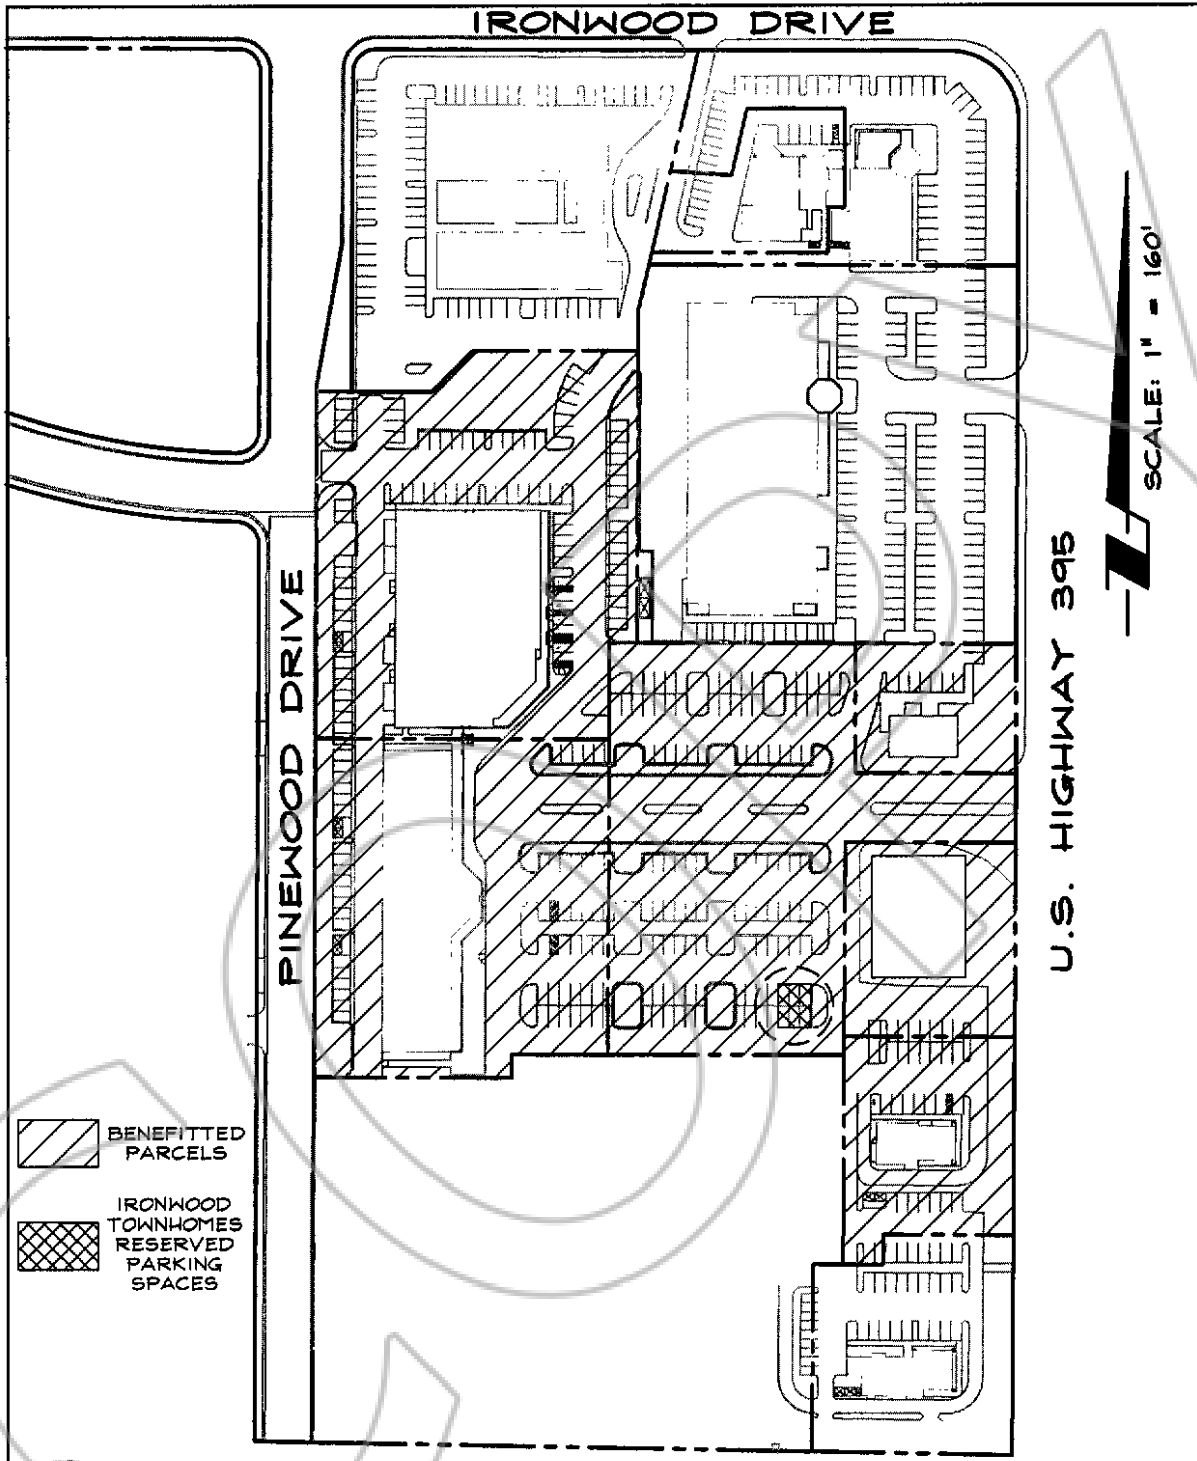 IRONWOOD DRIVE
SCALE: 1" = 160'
U.S. HIGHWAY 395
PINEWOOD DRIVE
BENEFITTED
PARCELS
IRONWOOD
TOWNHOMES
RESERVED
PARKING
SPACES